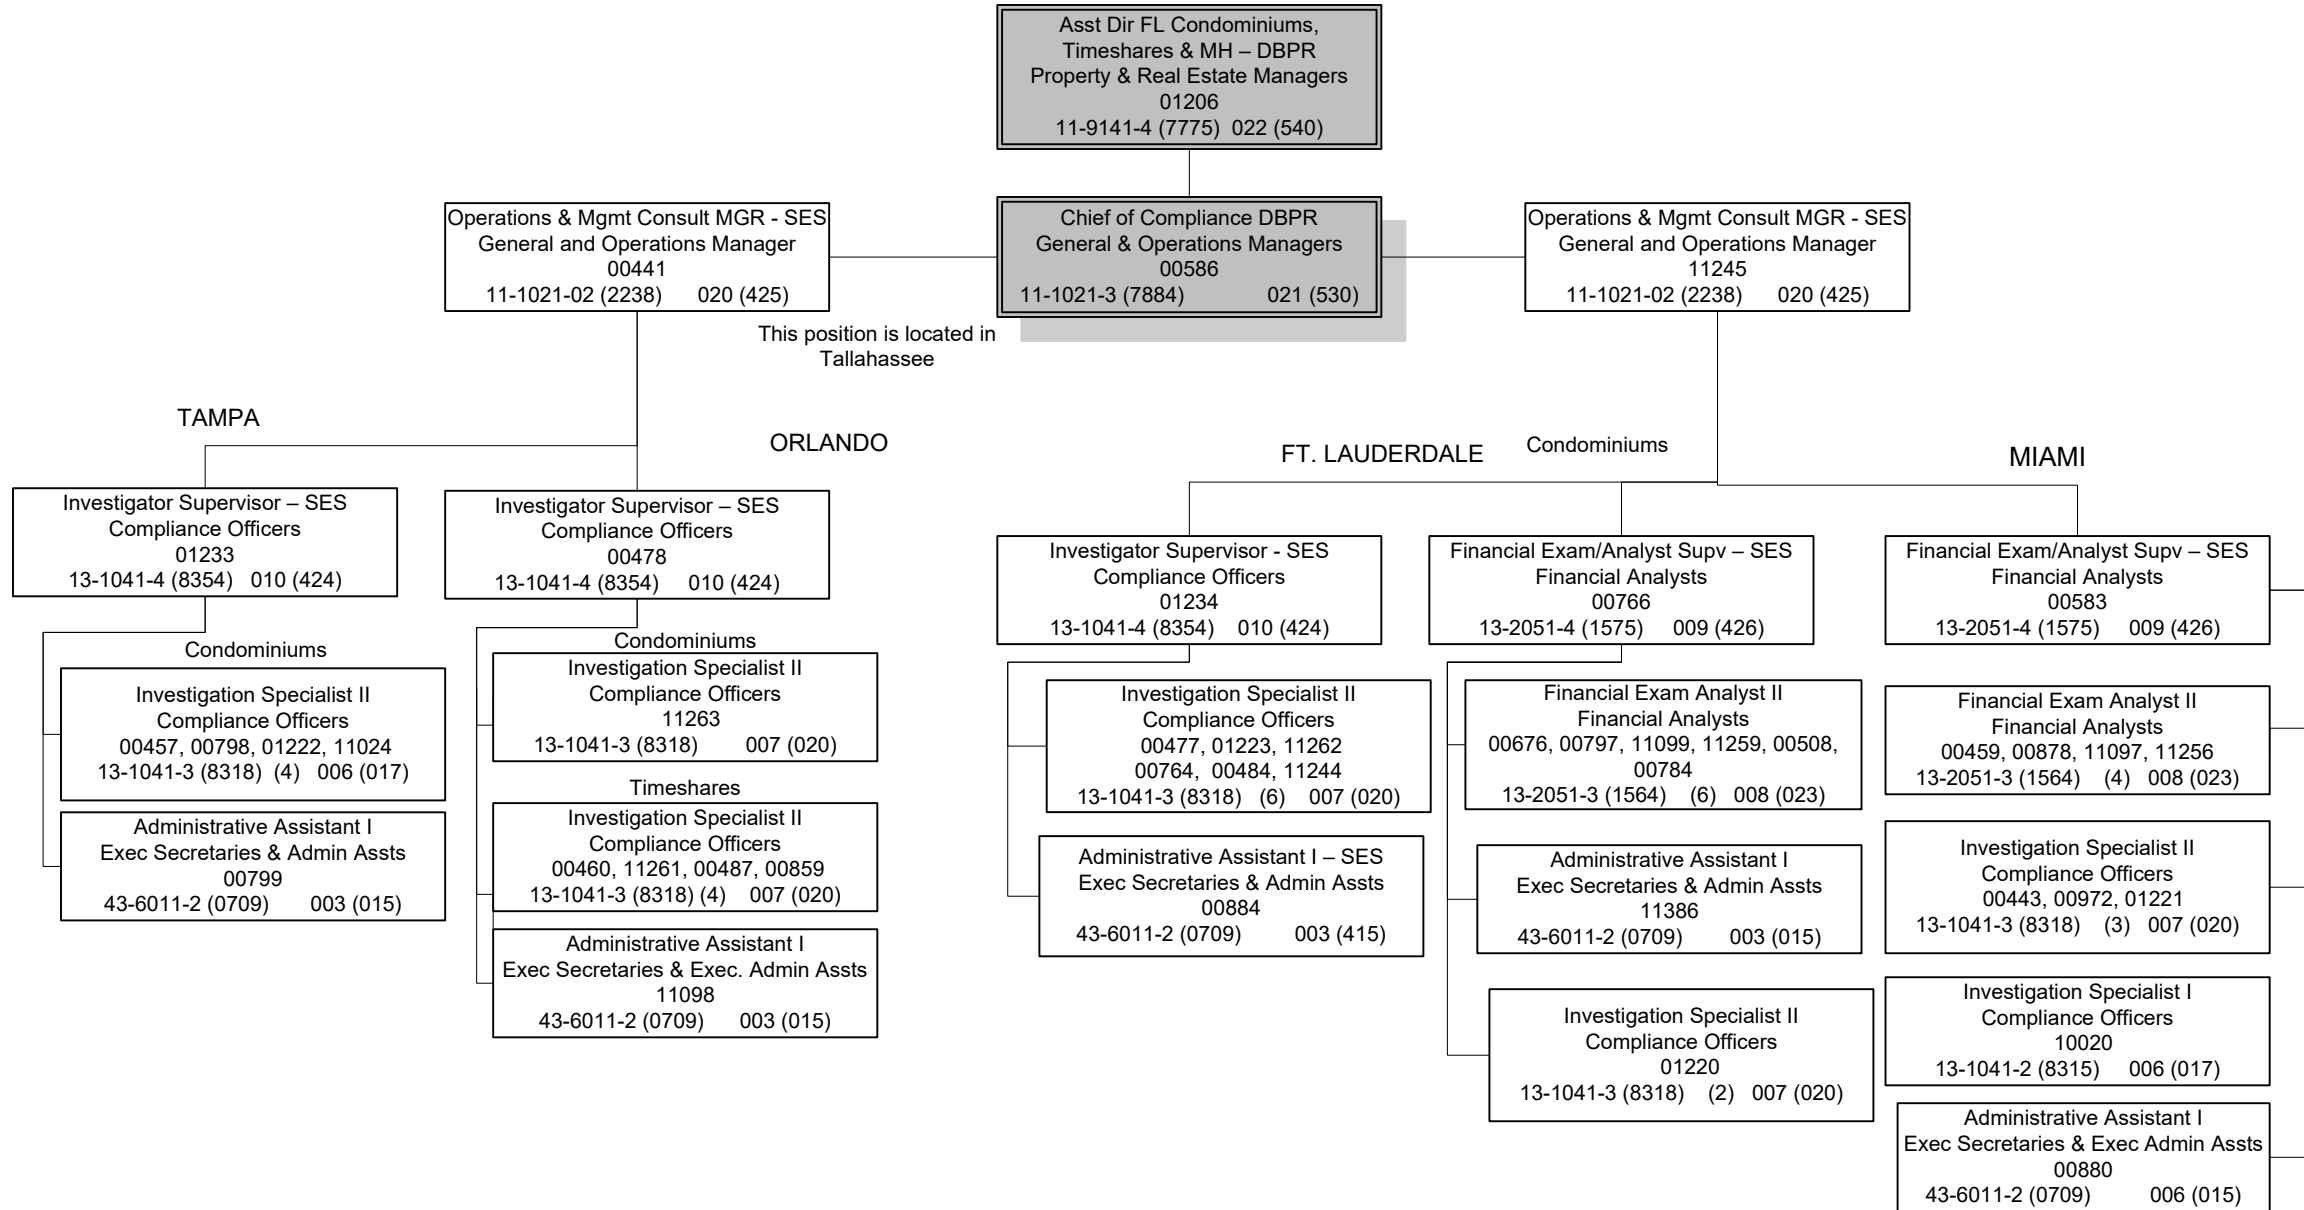 Asst Dir FL Condominiums,
Timeshares & MH – DBPR
Property & Real Estate Managers
01206
11-9141-4 (7775)  022 (540)
Operations & Mgmt Consult MGR - SES
General and Operations Manager
00441
11-1021-02 (2238)      020 (425)
Chief of Compliance DBPR
General & Operations Managers
00586
11-1021-3 (7884)              021 (530)
Operations & Mgmt Consult MGR - SES
General and Operations Manager
11245
11-1021-02 (2238)      020 (425)
This position is located in
Tallahassee
TAMPA
ORLANDO
FT. LAUDERDALE
Condominiums
MIAMI
Investigator Supervisor – SES
Compliance Officers
01233
13-1041-4 (8354)   010 (424)
Condominiums
Investigation Specialist II
Compliance Officers
00457, 00798, 01222, 11024
13-1041-3 (8318)  (4)   006 (017)
Administrative Assistant I
Exec Secretaries & Admin Assts
00799
43-6011-2 (0709)       003 (015)
Investigator Supervisor – SES
Compliance Officers
00478
13-1041-4 (8354)     010 (424)
Condominiums
Investigation Specialist II
Compliance Officers
11263
13-1041-3 (8318)        007 (020)
Timeshares
Investigation Specialist II
Compliance Officers
00460, 11261, 00487, 00859
13-1041-3 (8318) (4)    007 (020)
Administrative Assistant I
Exec Secretaries & Exec. Admin Assts
11098
43-6011-2 (0709)      003 (015)
Investigator Supervisor - SES
Compliance Officers
01234
13-1041-4 (8354)    010 (424)
Investigation Specialist II
Compliance Officers
00477, 01223, 11262
00764,  00484, 11244
13-1041-3 (8318)   (6)    007 (020)
Administrative Assistant I – SES
Exec Secretaries & Admin Assts
00884
43-6011-2 (0709)         003 (415)
Financial Exam/Analyst Supv – SES
Financial Analysts
00766
13-2051-4 (1575)     009 (426)
Financial Exam Analyst II
Financial Analysts
00676, 00797, 11099, 11259, 00508,
00784
13-2051-3 (1564)    (6)   008 (023)
Administrative Assistant I
Exec Secretaries & Admin Assts
11386
43-6011-2 (0709)         003 (015)
Investigation Specialist II
Compliance Officers
01220
13-1041-3 (8318)    (2)   007 (020)
Financial Exam/Analyst Supv – SES
Financial Analysts
00583
13-2051-4 (1575)     009 (426)
Financial Exam Analyst II
Financial Analysts
00459, 00878, 11097, 11256
13-2051-3 (1564)    (4)   008 (023)
Investigation Specialist II
Compliance Officers
00443, 00972, 01221
13-1041-3 (8318)    (3)   007 (020)
Investigation Specialist I
Compliance Officers
10020
13-1041-2 (8315)     006 (017)
Administrative Assistant I
Exec Secretaries & Exec Admin Assts
00880
43-6011-2 (0709)          006 (015)